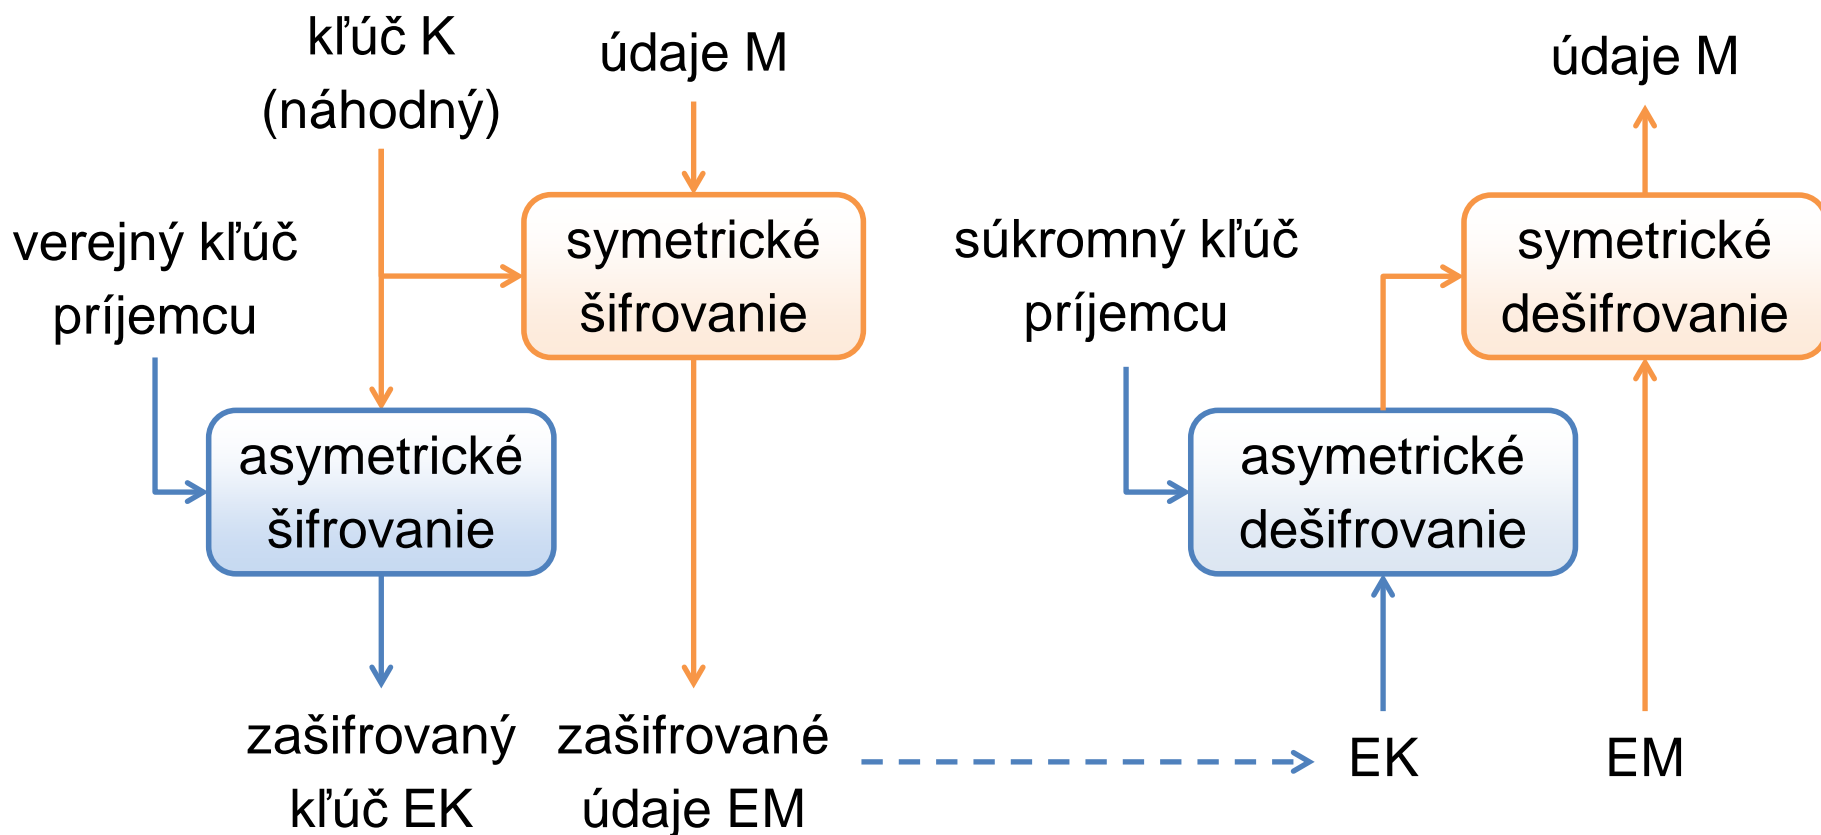 kľúč K
(náhodný)
údaje M
verejný kľúč
príjemcu
symetrické
šifrovanie
asymetrické
šifrovanie
zašifrovaný
kľúč EK
zašifrované
údaje EM
údaje M
súkromný kľúč
príjemcu
symetrické
dešifrovanie
asymetrické
dešifrovanie
EK
EM